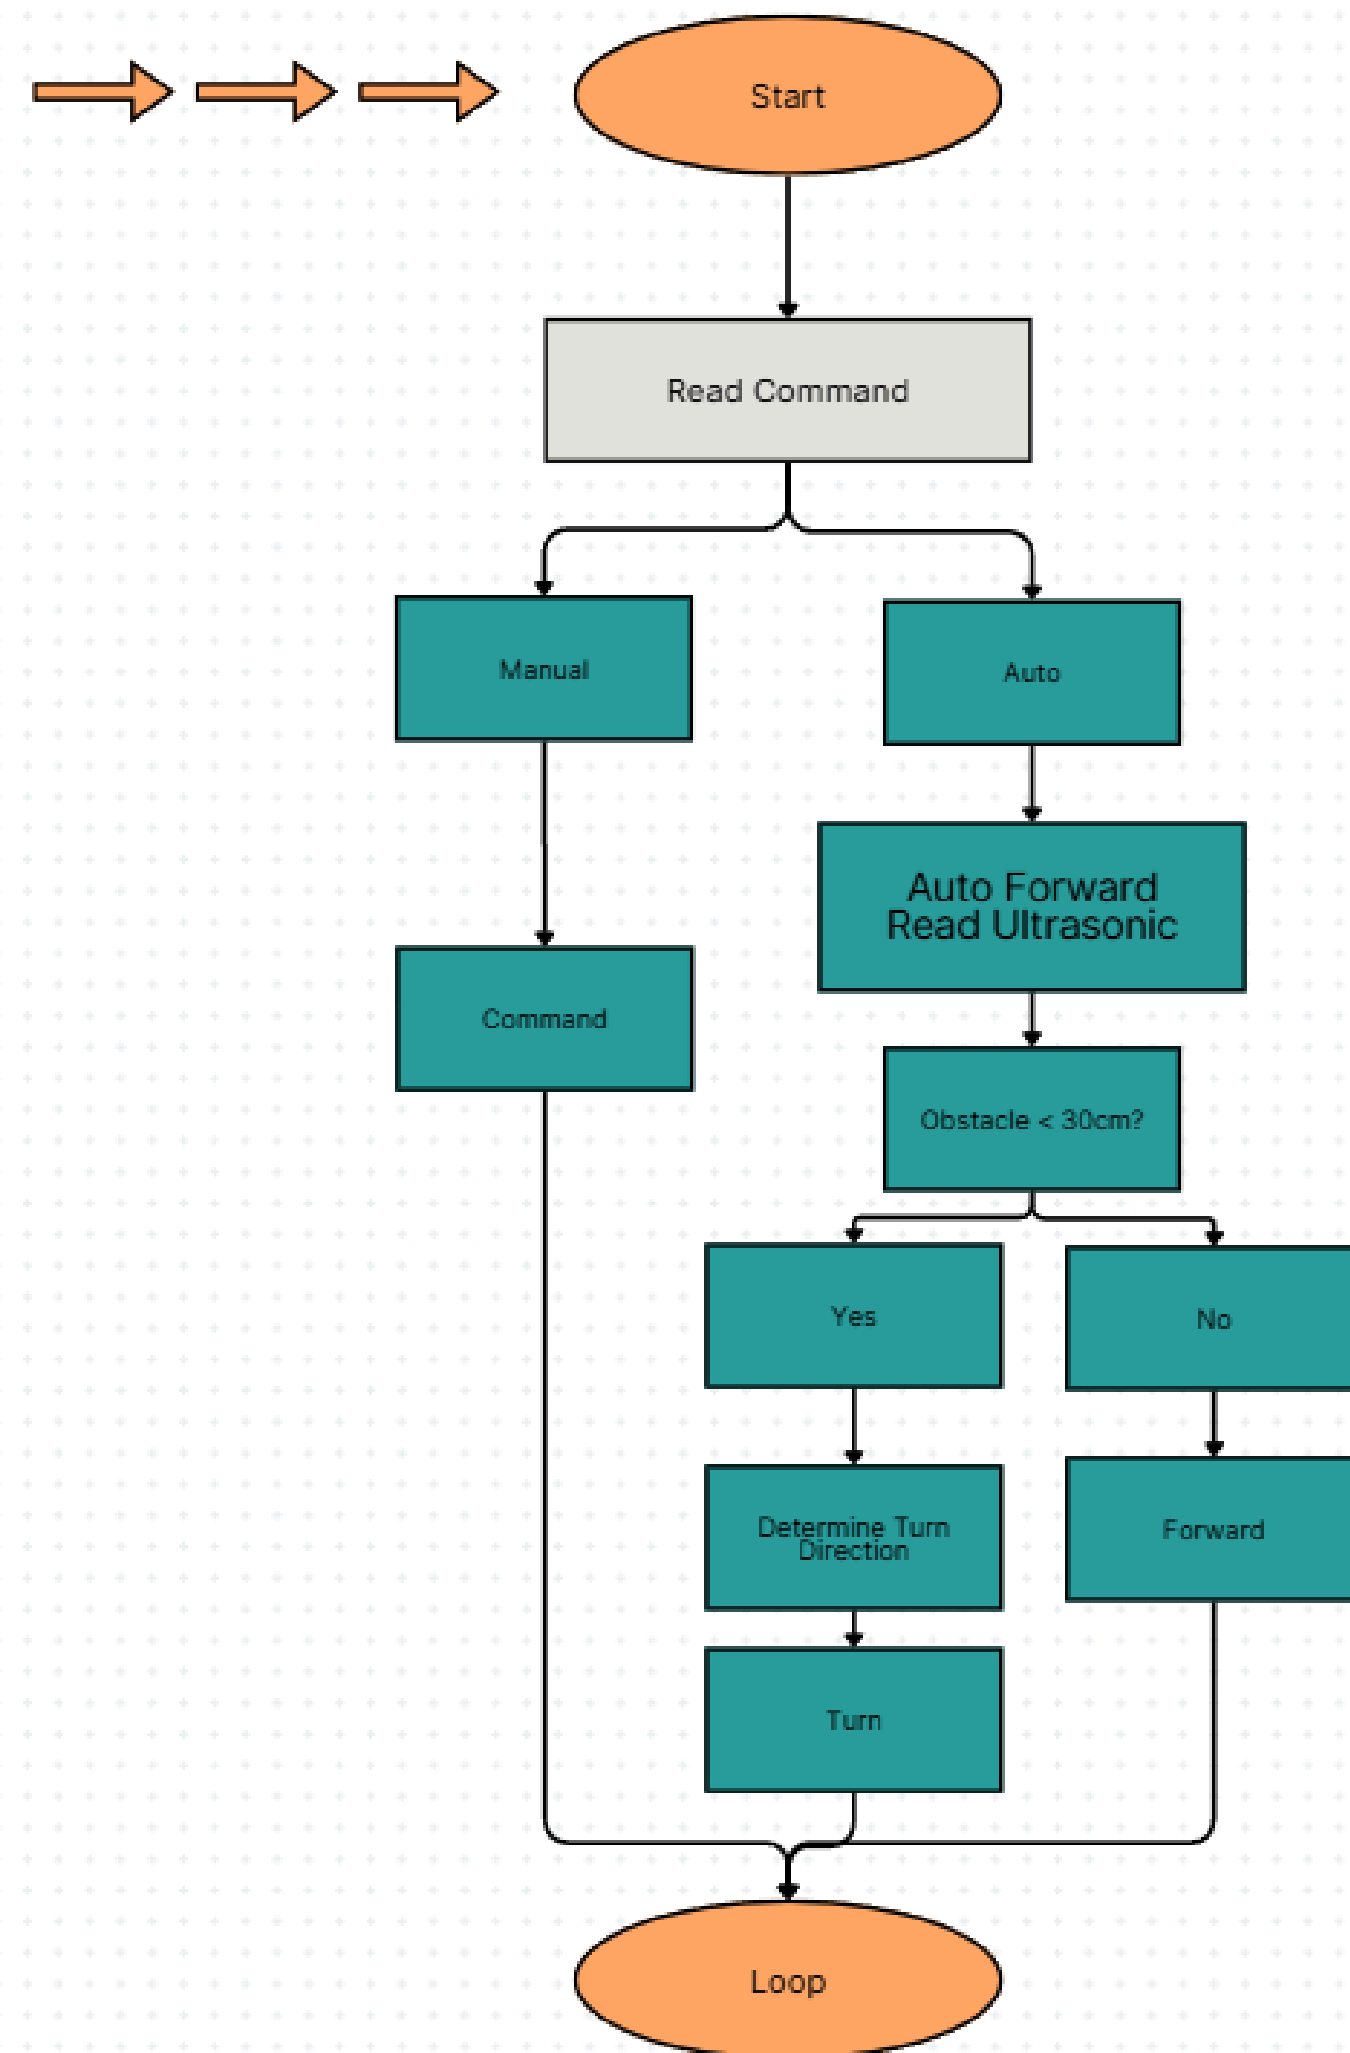 Start
Read Command
Manual
Auto
Auto Forward
Read Ultrasonic
Command
Obstacle < 30cm?
Yes
No
Determine Turn
Direction
Forward
Turn
Loop